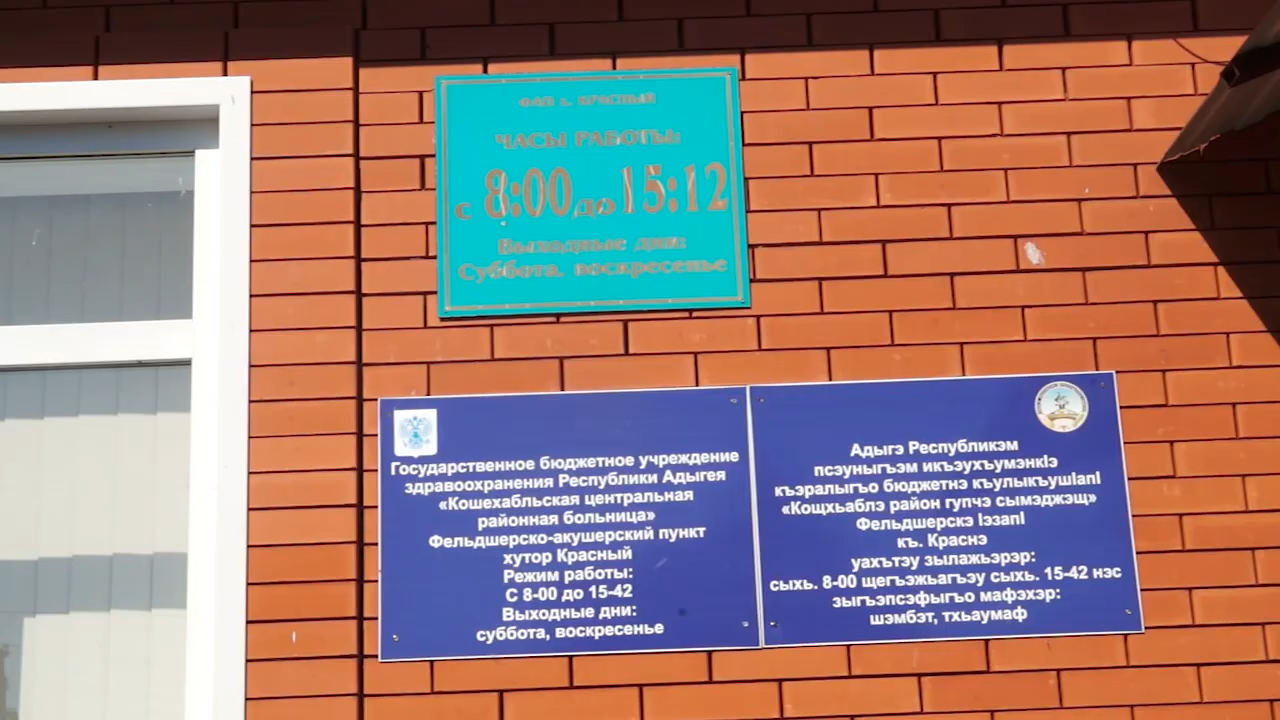 ФАП х. КРАСНЫЙ
ЧАСЫ РАБОТЫ:
с 8:00 до 15:12
Выходные дни:
Суббота, воскресенье
Государственное бюджетное учреждение
здравоохранения Республики Адыгея
«Кошехабльская центральная
районная больница»
Фельдшерско-акушерский пункт
хутор Красный
Режим работы:
С 8-00 до 15-42
Выходные дни:
суббота, воскресенье
Адыгэ Республикэм
псэуныгъэм икъэухъумэнкIэ
къэралыгъо бюджетнэ къулыкъушIапI
«Кощхьаблэ район гупчэ сымэджэщ»
Фельдшерскэ IэзапI
къ. Краснэ
уахътэу зылажьэрэр:
сыхь. 8-00 щегъэжьагъэу сыхь. 15-42 нэс
зыгъэпсэфыгъо мафэхэр:
шэмбэт, тхьаумаф